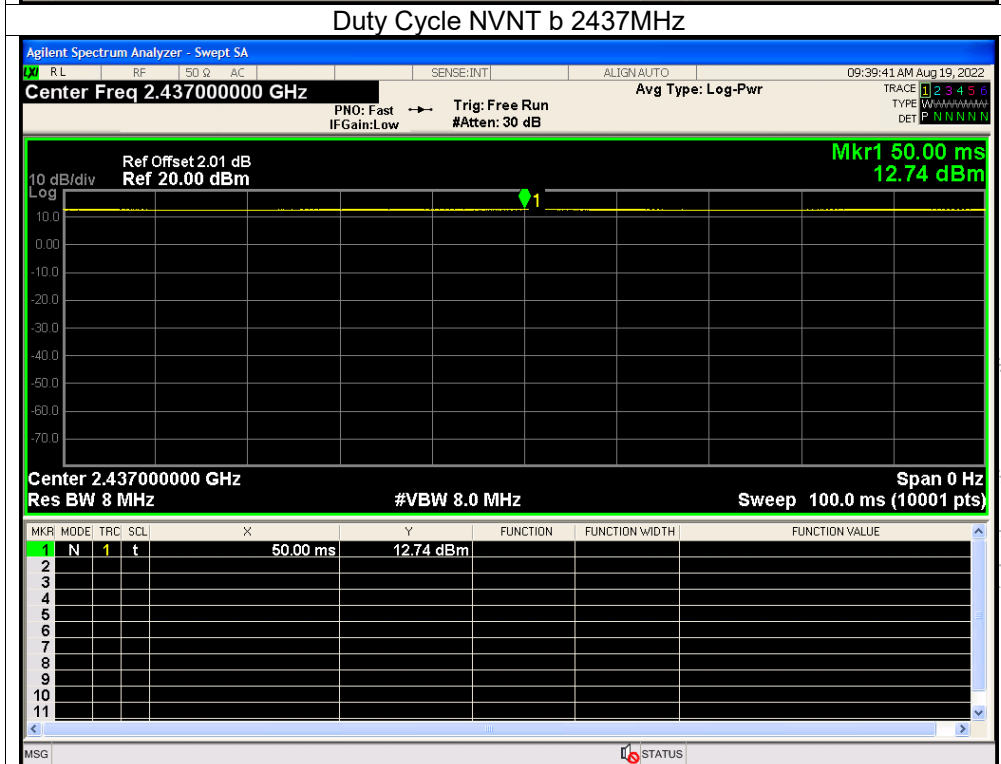 Duty Cycle NVNT b 2437MHz
Agilent Spectrum Analyzer - Swept SA
LXI RL RF 50 Ω AC SENSE:INT ALIGN AUTO 09:39:41 AM Aug 19, 2022
Center Freq 2.437000000 GHz Avg Type: Log-Pwr TRACE 1 2 3 4 5 6
PNO: Fast Trig: Free Run TYPE WWWWWW
IFGain:Low #Atten: 30 dB DET P N N N N N
Mkr1 50.00 ms
Ref Offset 2.01 dB
10 dB/div Ref 20.00 dBm 12.74 dBm
Log
1
10.0
0.00
-10.0
-20.0
-30.0
-40.0
-50.0
-60.0
-70.0
Center 2.437000000 GHz Span 0 Hz
Res BW 8 MHz #VBW 8.0 MHz Sweep 100.0 ms (10001 pts)
MKR MODE TRC SCL X Y FUNCTION FUNCTION WIDTH FUNCTION VALUE
1 N 1 t 50.00 ms 12.74 dBm
2
3
4
5
6
7
8
9
10
11
MSG STATUS